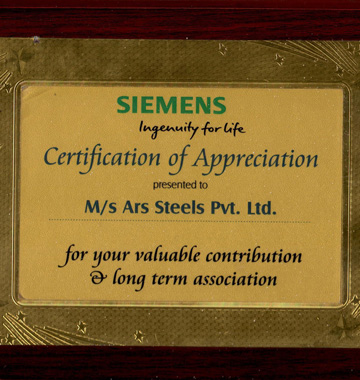 SIEMENS
Ingenuity for life
Certification of Appreciation
presented to
M/s Ars Steels Pvt. Ltd.
for your valuable contribution
& long term association